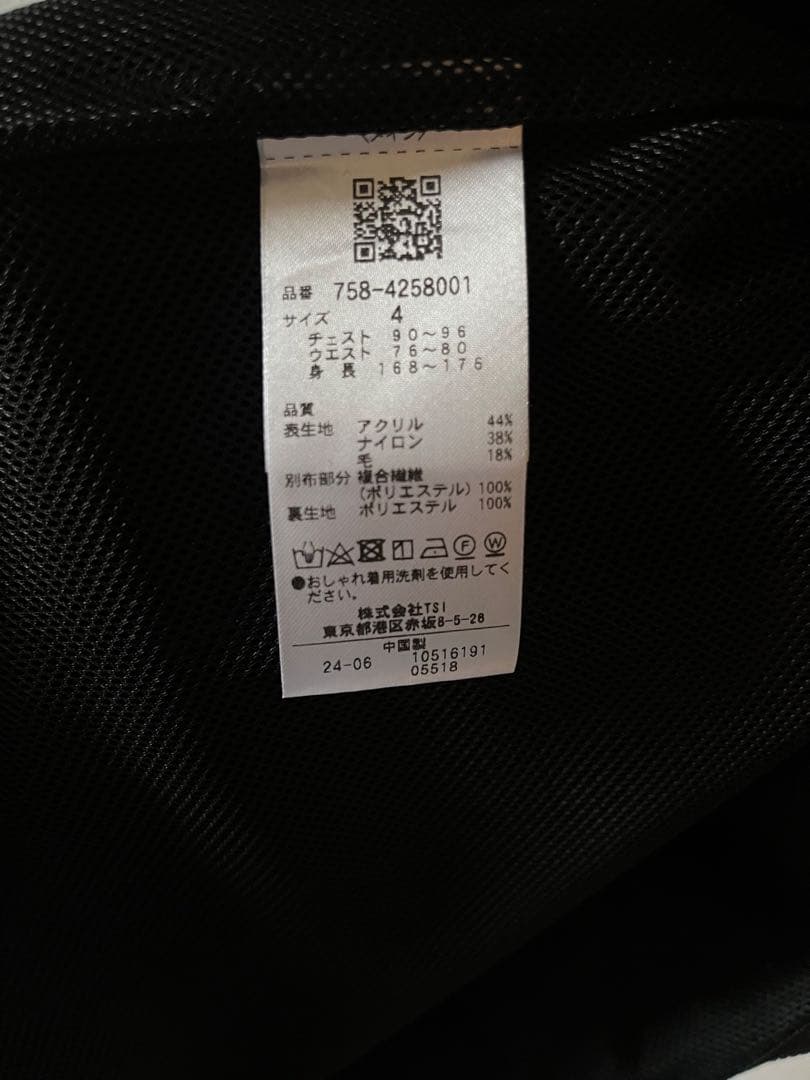 品番 758-4258001
サイズ 4
チェスト 90～96
ウエスト 76～80
身長 168～175
品質
表生地 アクリル 44%
ナイロン 38%
毛 18%
別布部分 複合繊維
(ポリエステル) 100%
裏生地 ポリエステル 100%
F W
●おしゃれ着用洗剤を使用してく
ださい。
株式会社TSI
東京都港区赤坂8-5-26
中国製
24-06 10516191
05518